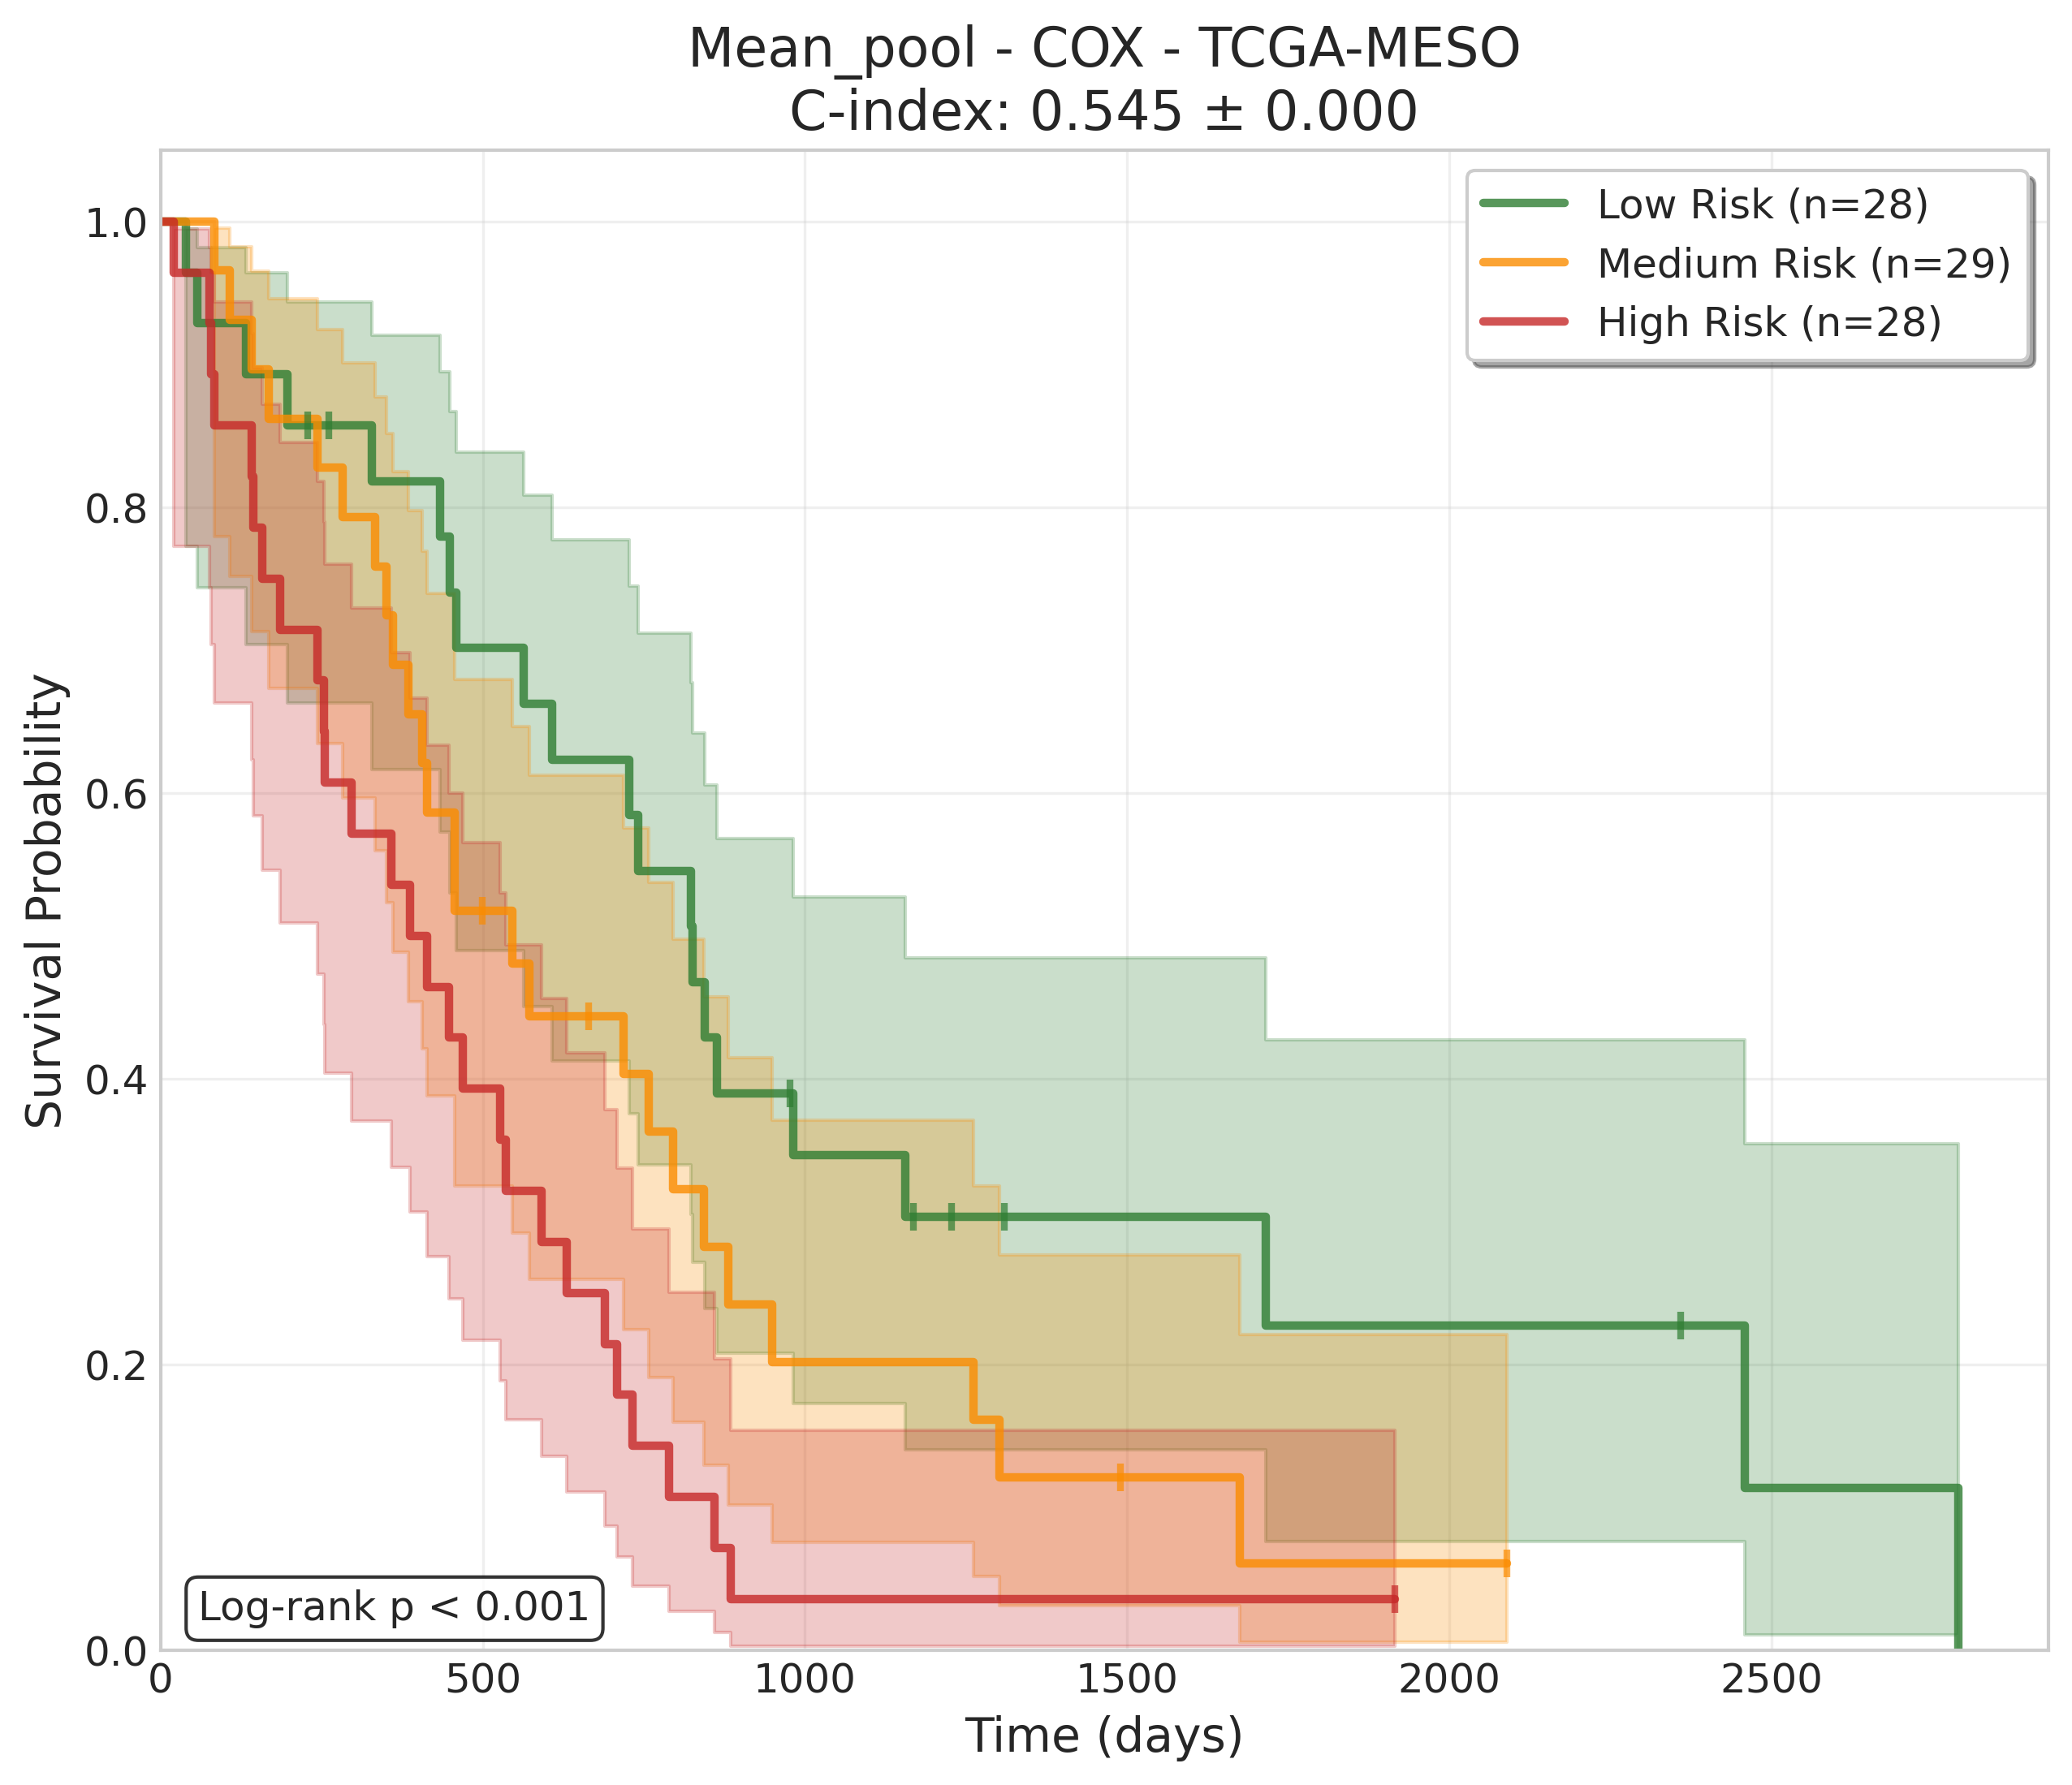 Mean_pool - COX - TCGA-MESO
C-index: 0.545 ± 0.000
Low Risk (n=28)
Medium Risk (n=29)
High Risk (n=28)
Survival Probability
1.0
0.8
0.6
0.4
0.2
0.0
Log-rank p < 0.001
0 500 1000 1500 2000 2500
Time (days)